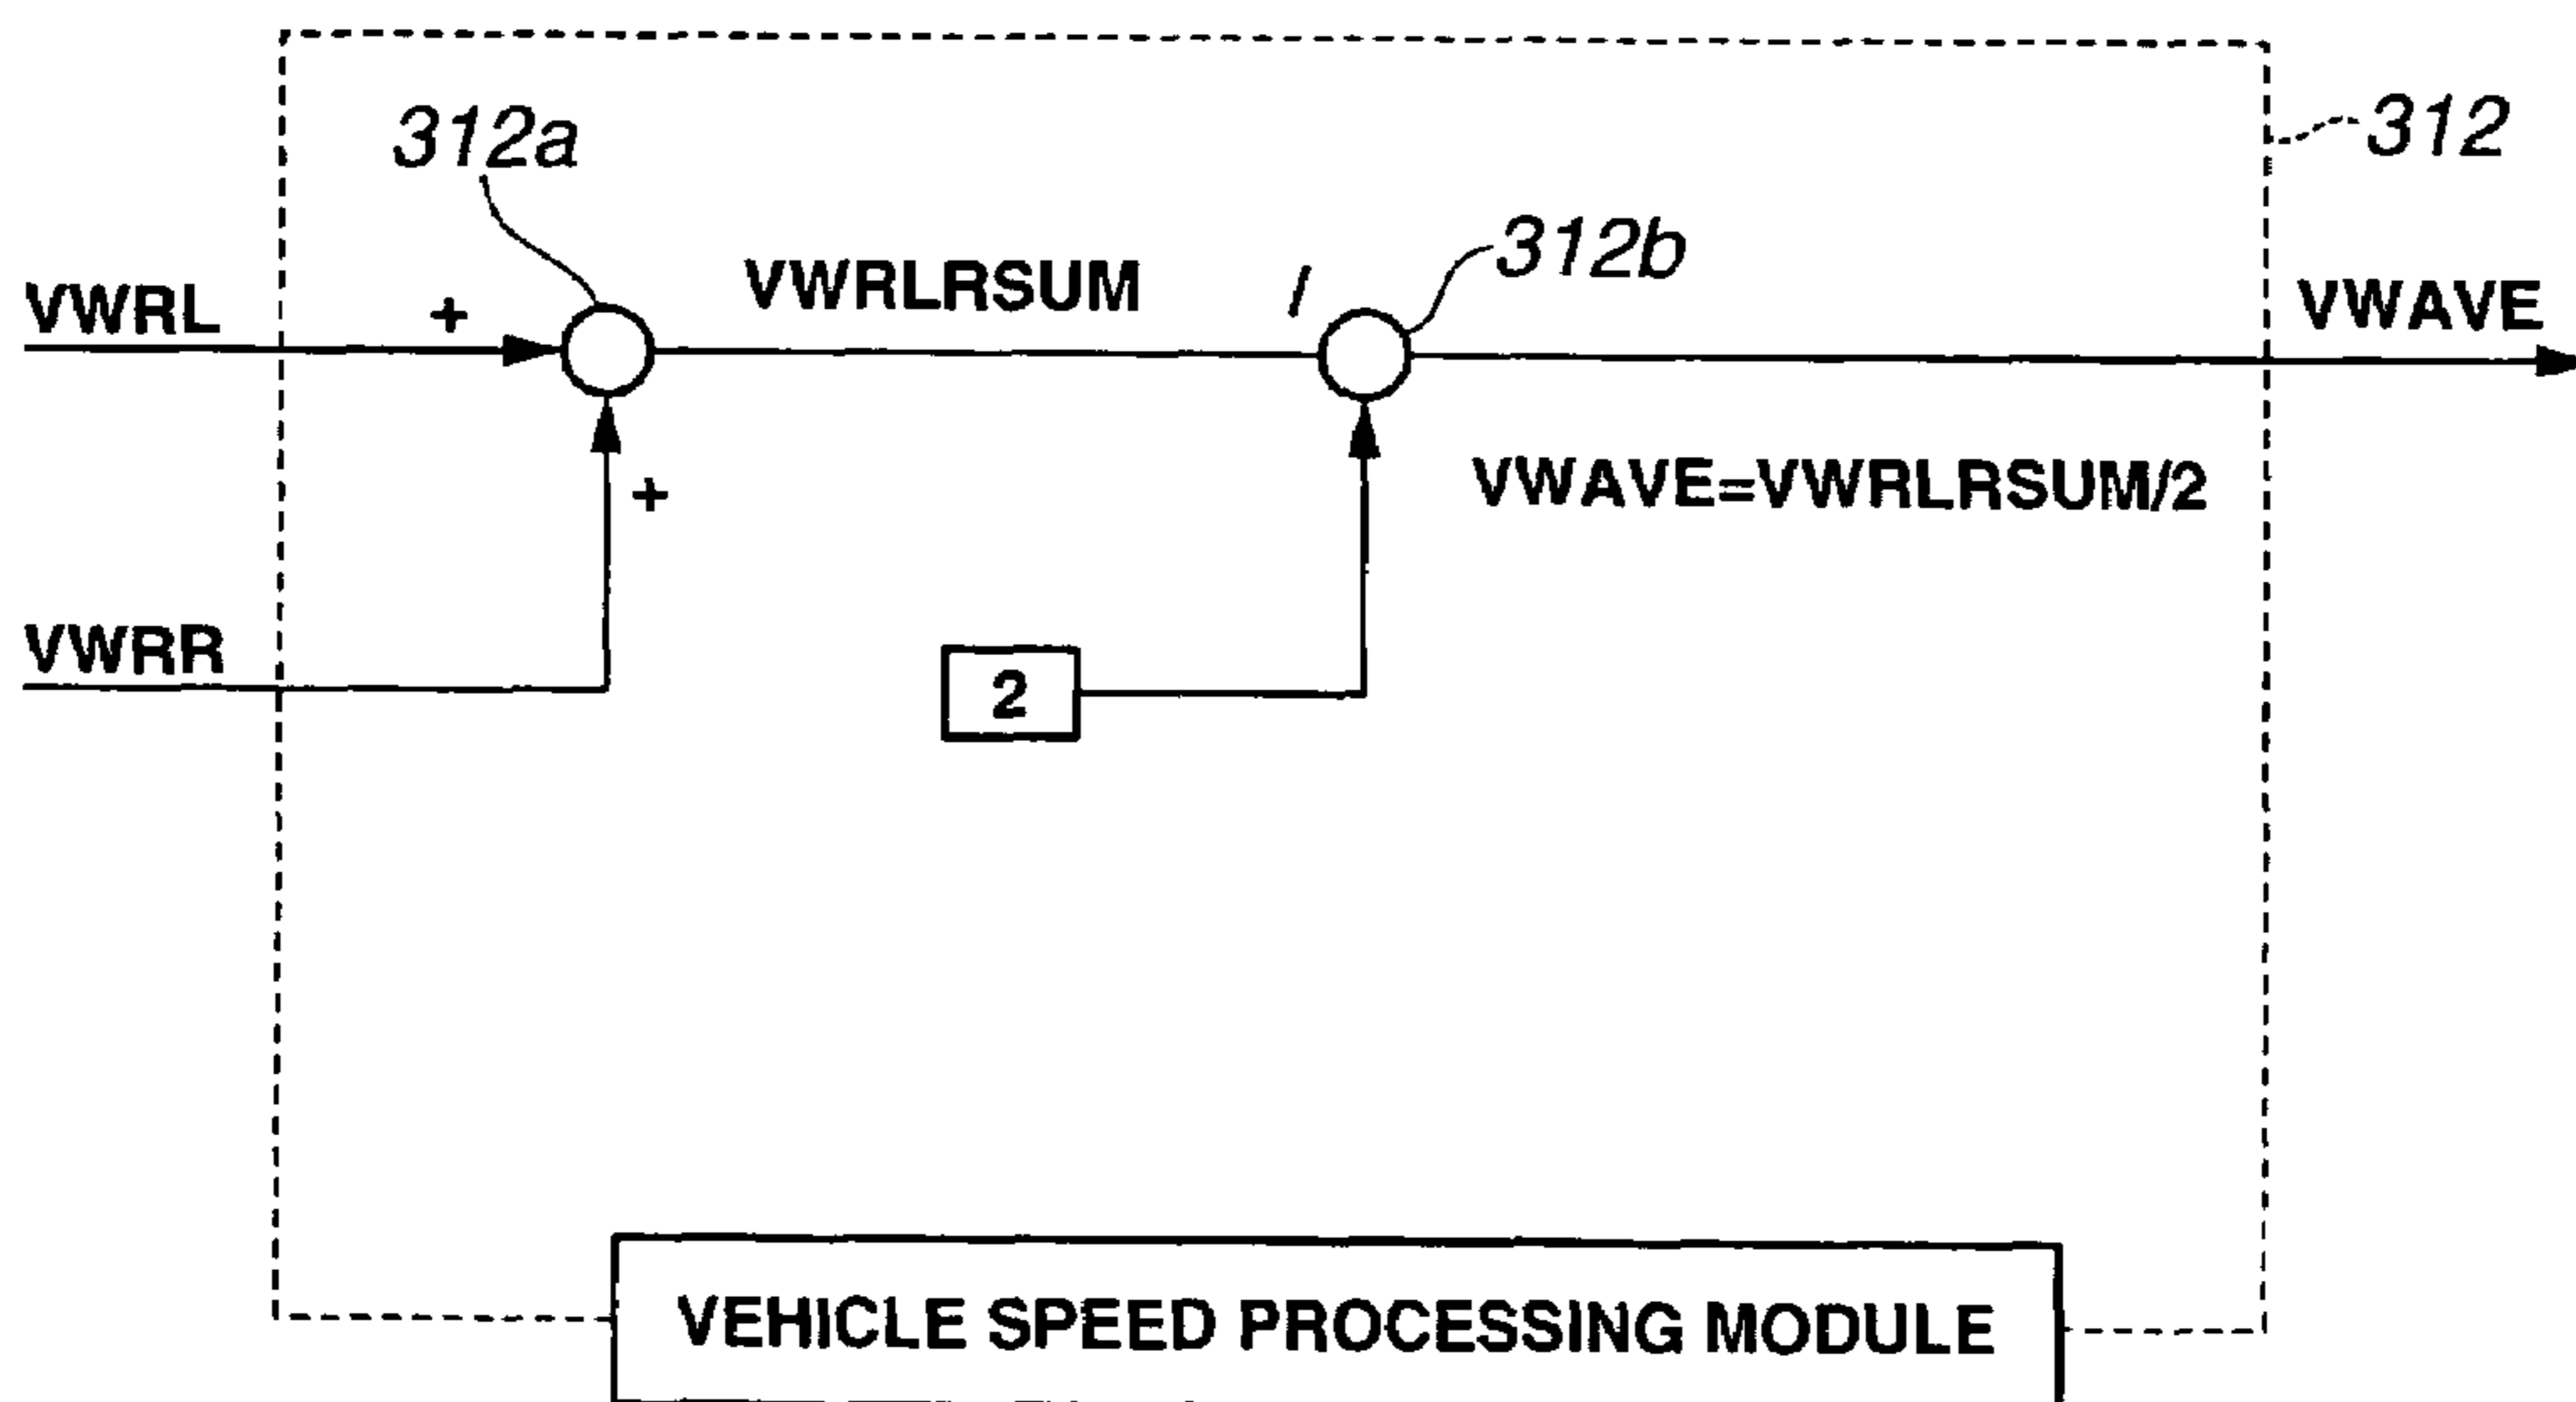 312a
312
312b
VWRL
+
VWRLRSUM
/
VWAVE
+
VWAVE=VWRLRSUM/2
VWRR
2
VEHICLE SPEED PROCESSING MODULE